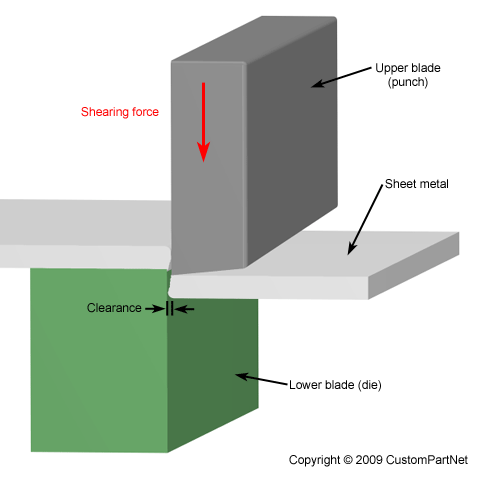 Upper blade
(punch)
Shearing force
Sheet metal
Clearance
Lower blade (die)
Copyright © 2009 CustomPartNet